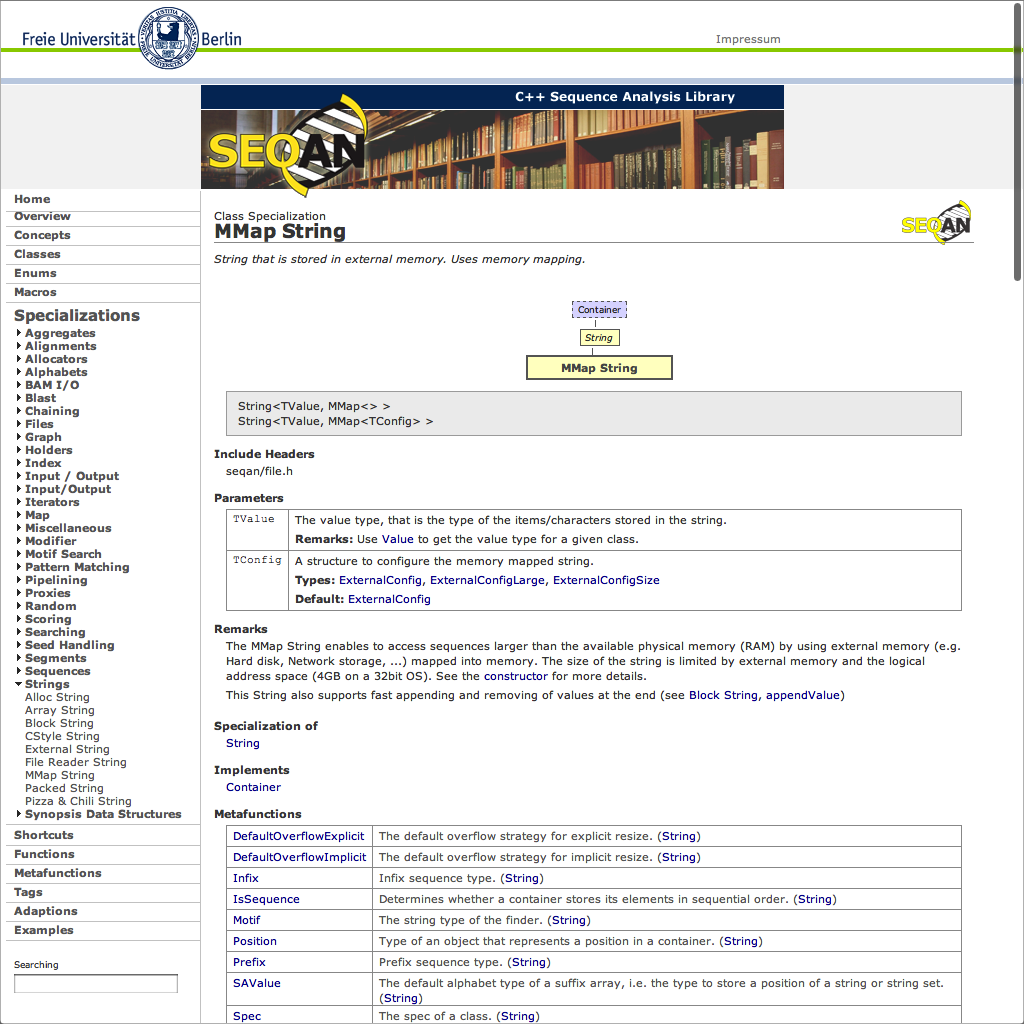 Freie Universität Berlin
Impressum
C++ Sequence Analysis Library
SEQAN
Home
Overview
Concepts
Classes
Enums
Macros
Specializations
Aggregates
Alignments
Allocators
Alphabets
BAM I/O
Blast
Chaining
Files
Graph
Holders
Index
Input / Output
Input/Output
Iterators
Map
Miscellaneous
Modifier
Motif Search
Pattern Matching
Pipelining
Proxies
Random
Scoring
Searching
Seed Handling
Segments
Sequences
Strings
Alloc String
Array String
Block String
CStyle String
External String
File Reader String
MMap String
Packed String
Pizza & Chili String
Synopsis Data Structures
Shortcuts
Functions
Metafunctions
Tags
Adaptions
Examples
Searching
Class Specialization
MMap String
SEQAN
String that is stored in external memory. Uses memory mapping.
Container
String
MMap String
String<TValue, MMap<> >
String<TValue, MMap<TConfig> >
Include Headers
seqan/file.h
Parameters
TValue The value type, that is the type of the items/characters stored in the string.
Remarks: Use Value to get the value type for a given class.
TConfig A structure to configure the memory mapped string.
Types: ExternalConfig, ExternalConfigLarge, ExternalConfigSize
Default: ExternalConfig
Remarks
The MMap String enables to access sequences larger than the available physical memory (RAM) by using external memory (e.g.
Hard disk, Network storage, ...) mapped into memory. The size of the string is limited by external memory and the logical
address space (4GB on a 32bit OS). See the constructor for more details.
This String also supports fast appending and removing of values at the end (see Block String, appendValue)
Specialization of
String
Implements
Container
Metafunctions
DefaultOverflowExplicit The default overflow strategy for explicit resize. (String)
DefaultOverflowImplicit The default overflow strategy for implicit resize. (String)
Infix Infix sequence type. (String)
IsSequence Determines whether a container stores its elements in sequential order. (String)
Motif The string type of the finder. (String)
Position Type of an object that represents a position in a container. (String)
Prefix Prefix sequence type. (String)
SAValue The default alphabet type of a suffix array, i.e. the type to store a position of a string or string set.
(String)
Spec The spec of a class. (String)